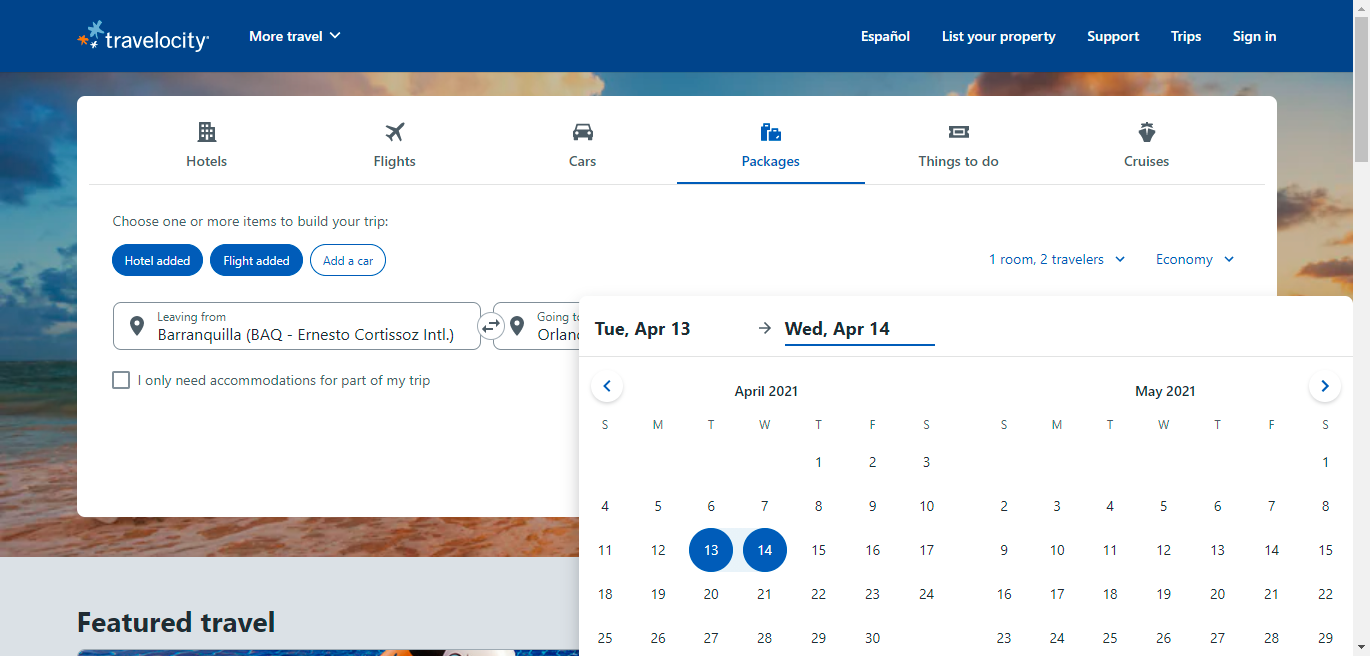 travelocity
More travel
Español
List your property
Support
Trips
Sign in
Hotels
Flights
Cars
Packages
Things to do
Cruises
Choose one or more items to build your trip:
Hotel added
Flight added
Add a car
1 room, 2 travelers
Economy
Leaving from
Barranquilla (BAQ - Ernesto Cortissoz Intl.)
Going to
I only need accommodations for part of my trip
Tue, Apr 13
Wed, Apr 14
April 2021
S M T W T F S
1 2 3
4 5 6 7 8 9 10
11 12 13 14 15 16 17
18 19 20 21 22 23 24
25 26 27 28 29 30
May 2021
S M T W T F S
1
2 3 4 5 6 7 8
9 10 11 12 13 14 15
16 17 18 19 20 21 22
23 24 25 26 27 28 29
Featured travel